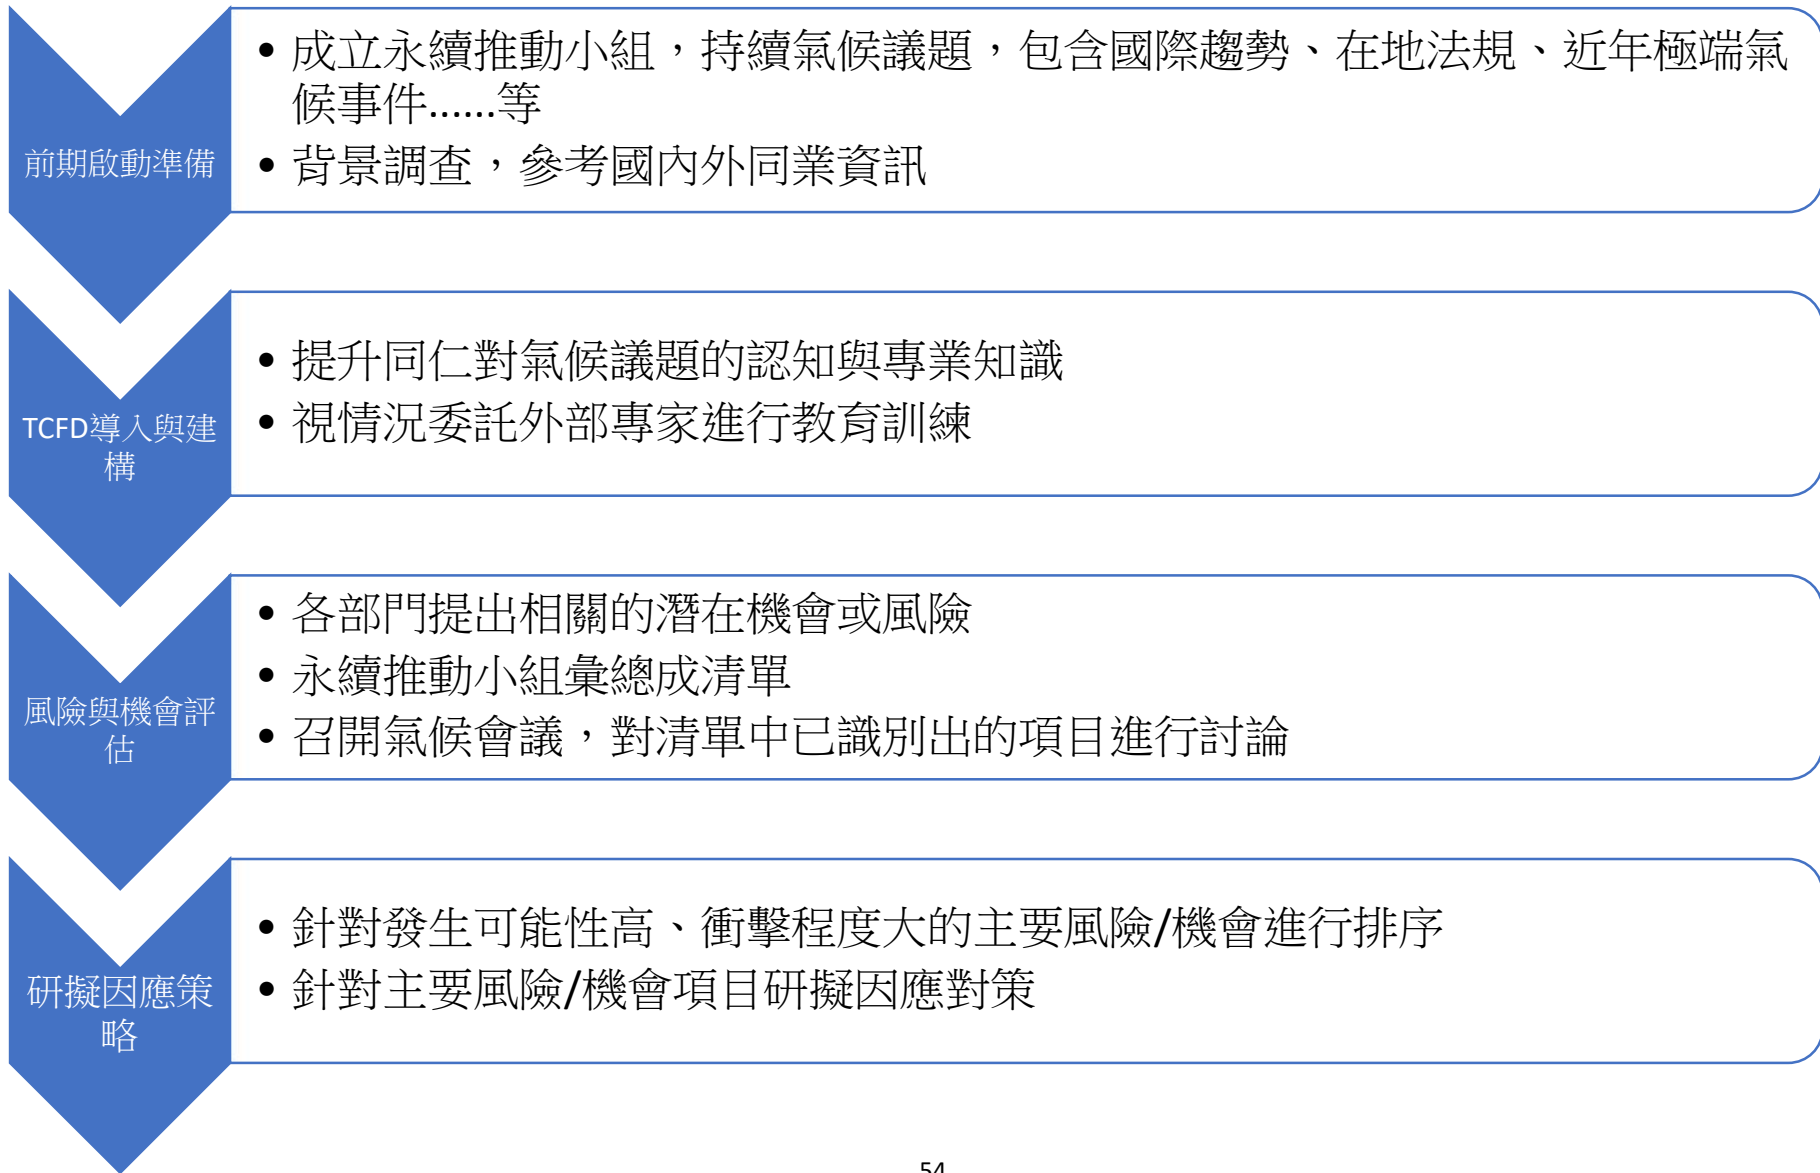 前期啟動準備
• 成立永續推動小組，持續氣候議題，包含國際趨勢、在地法規、近年極端氣
候事件......等
• 背景調查，參考國內外同業資訊
TCFD導入與建
構
• 提升同仁對氣候議題的認知與專業知識
• 視情況委託外部專家進行教育訓練
風險與機會評
估
• 各部門提出相關的潛在機會或風險
• 永續推動小組彙總成清單
• 召開氣候會議，對清單中已識別出的項目進行討論
研擬因應策
略
• 針對發生可能性高、衝擊程度大的主要風險/機會進行排序
• 針對主要風險/機會項目研擬因應對策
54